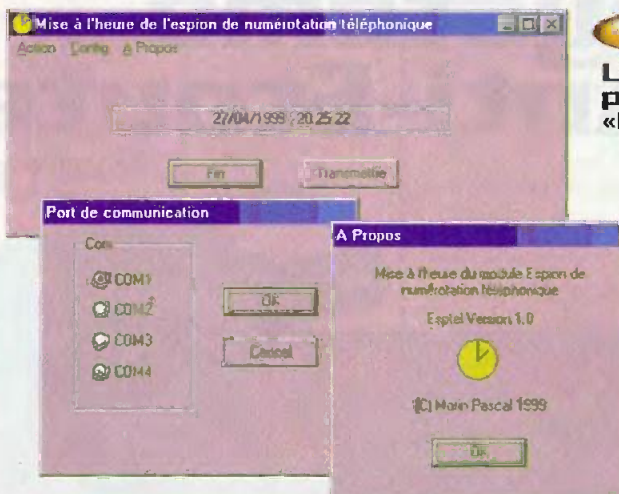 Mise à l'heure de l'espion de numérotation téléphonique
Action Config A Propos
27/04/1999 : 20:25:22
Fin Transmettre
Port de communication
Com
COM1
COM2
COM3
COM4
OK
Cancel
A Propos
Mise à l'heure du module Espion de
numérotation téléphonique
Esptel Version 1.0
(C) Morin Pascal 1999
OK